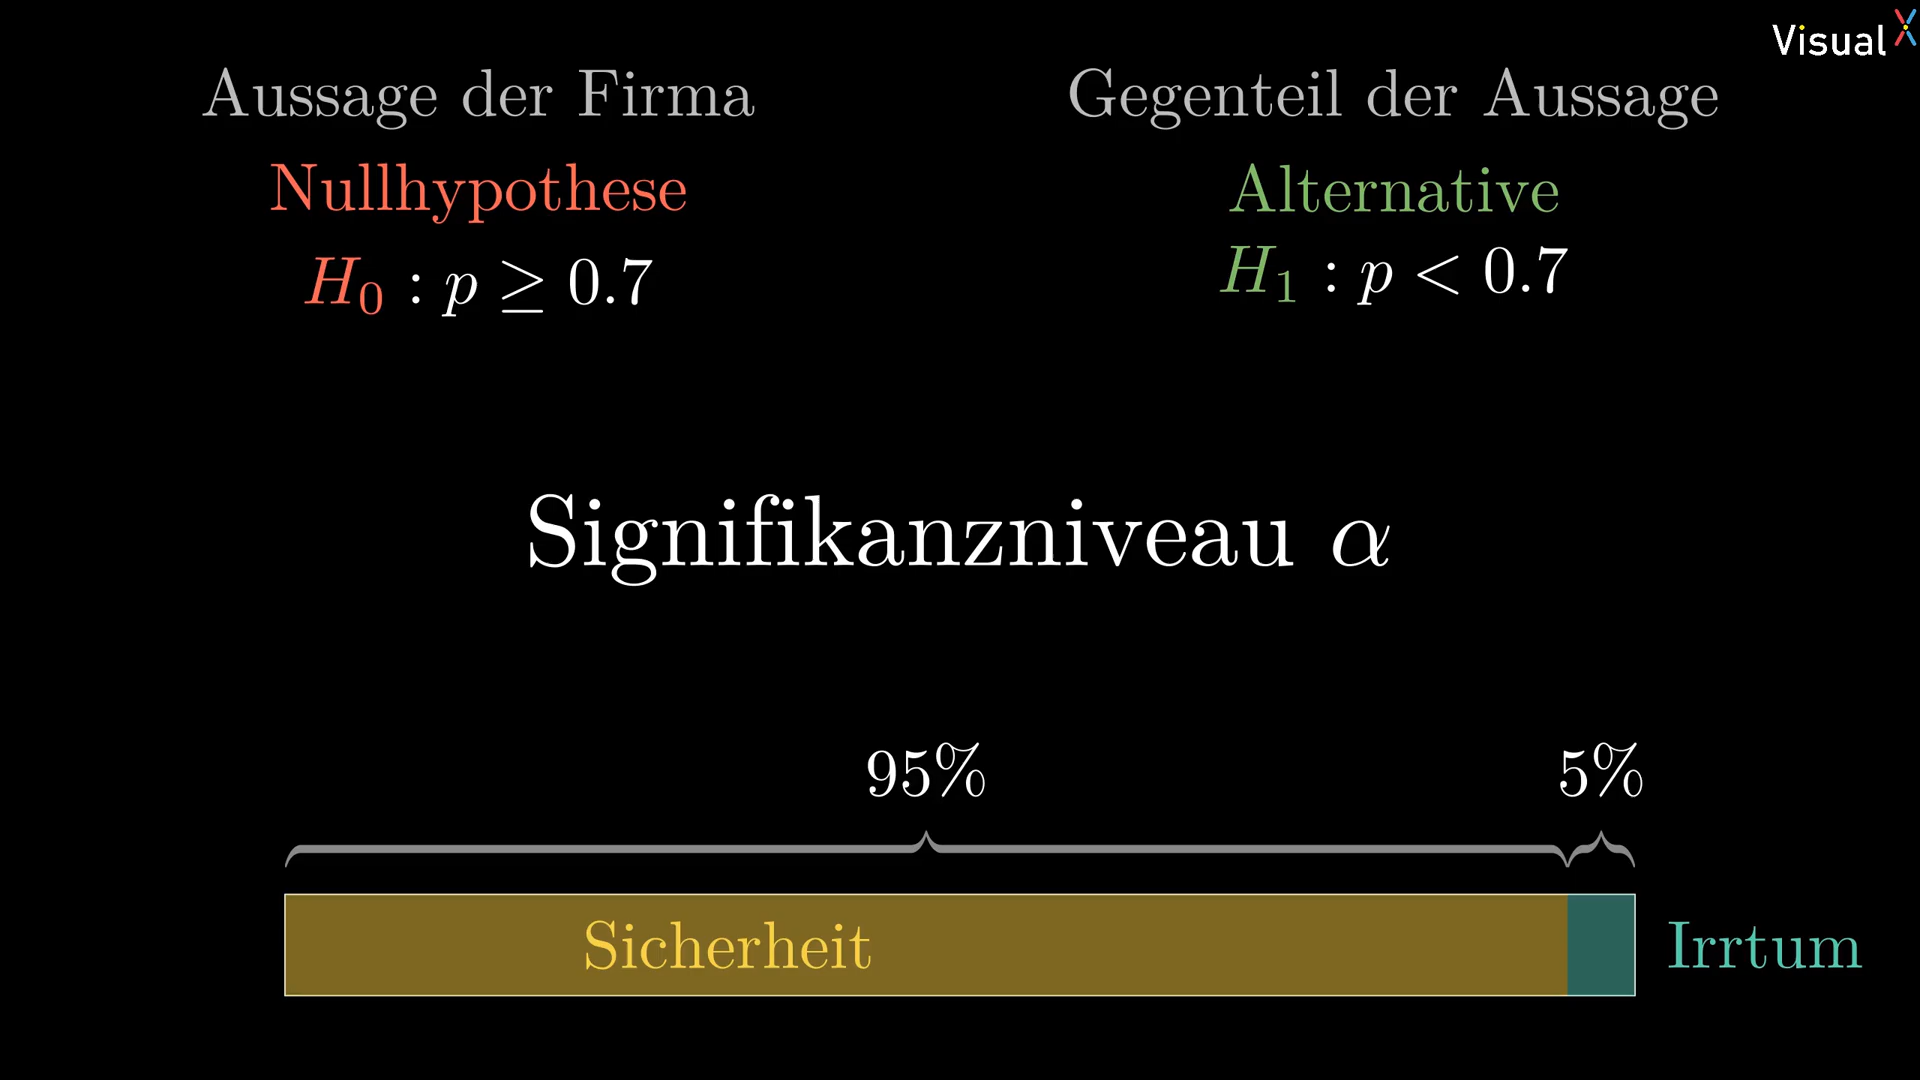 Visual X
Aussage der Firma
Nullhypothese
H₀ : p ≥ 0.7
Gegenteil der Aussage
Alternative
H₁ : p < 0.7
Signifikanzniveau α
95%
5%
Sicherheit
Irrtum